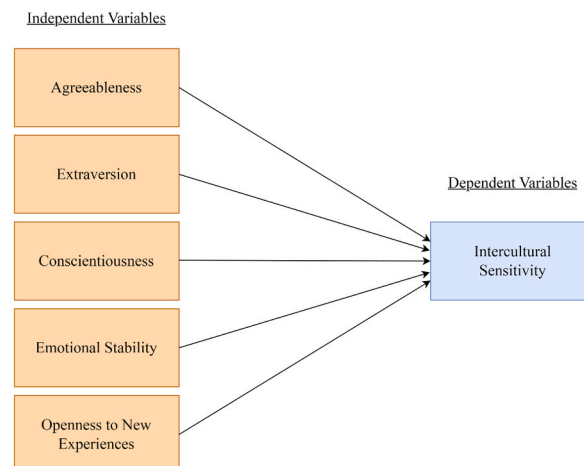 Independent Variables
Agreeableness
Extraversion
Conscientiousness
Emotional Stability
Openness to New
Experiences
Dependent Variables
Intercultural
Sensitivity